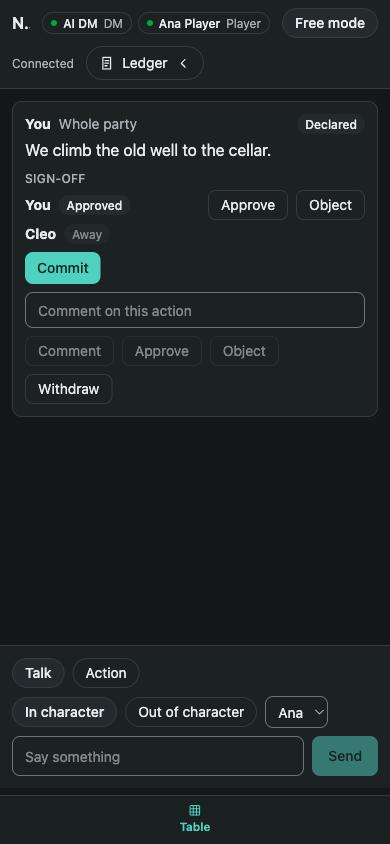 N.. AI DM DM Ana Player Player Free mode
Connected Ledger
You Whole party Declared
We climb the old well to the cellar.
SIGN-OFF
You Approved Approve Object
Cleo Away
Commit
Comment on this action
Comment Approve Object
Withdraw
Talk Action
In character Out of character Ana
Say something Send
Table